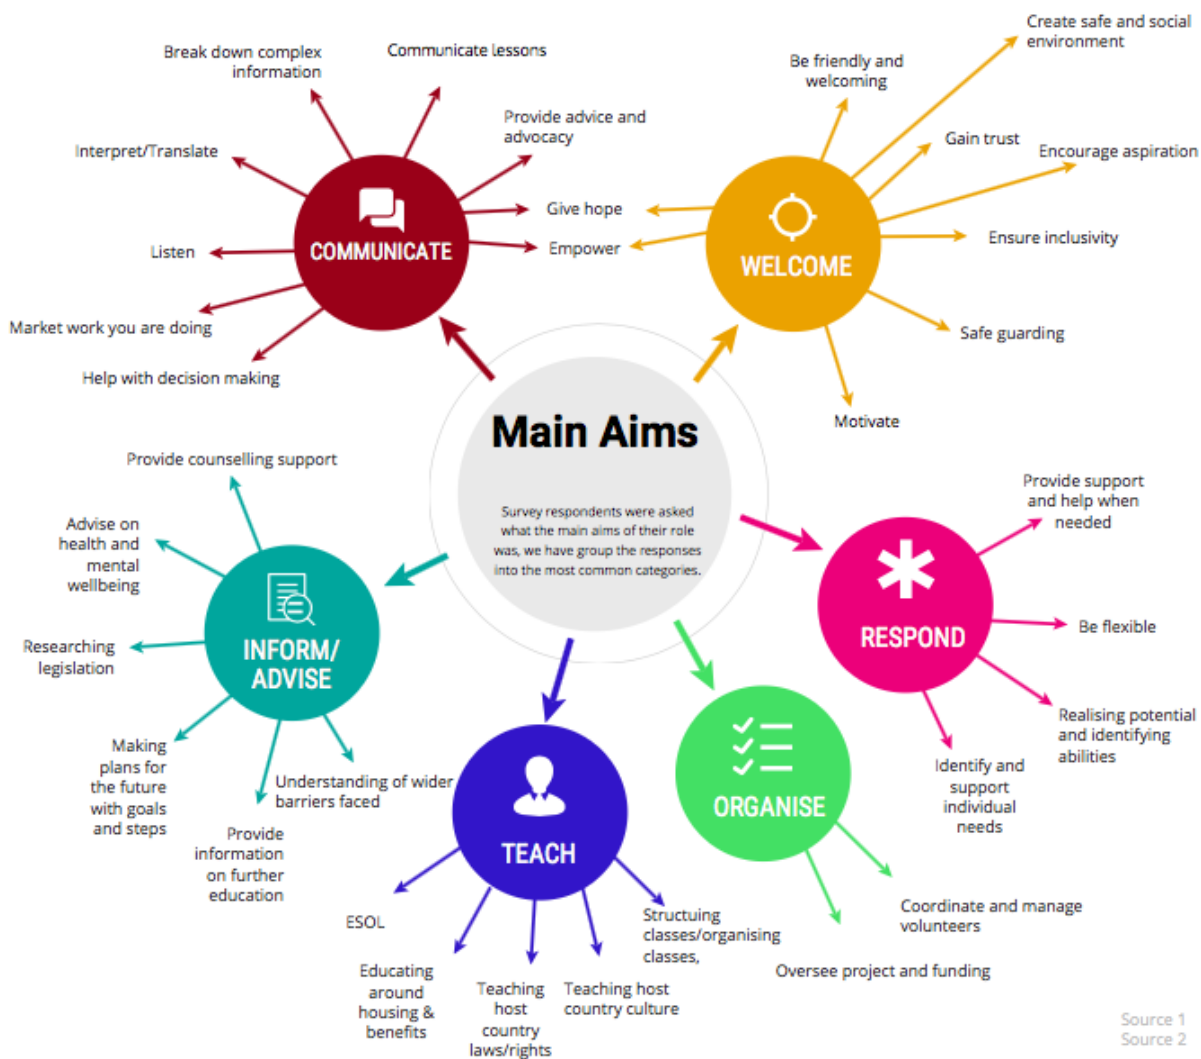 Create safe and social
environment
Break down complex
information
Communicate lessons
Be friendly and
welcoming
Provide advice and
advocacy
Gain trust
Interpret/Translate
Encourage aspiration
Give hope
Empower
Ensure inclusivity
Listen
COMMUNICATE
WELCOME
Market work you are doing
Safe guarding
Help with decision making
Motivate
Main Aims
Survey respondents were asked
what the main aims of their role
was, we have group the responses
into the most common categories.
Provide counselling support
Advise on
health and
mental
wellbeing
Researching
legislation
INFORM/
ADVISE
Making
plans for
the future
with goals
and steps
Understanding of wider
barriers faced
Provide
information
on further
education
Provide support
and help when
needed
RESPOND
Be flexible
Realising potential
and identifying
abilities
Identify and
support
individual
needs
ORGANISE
Coordinate and manage
volunteers
Oversee project and funding
TEACH
ESOL
Educating
around
housing &
benefits
Teaching
host
country
laws/rights
Teaching host
country culture
Structuing
classes/organising
classes,
Source 1
Source 2